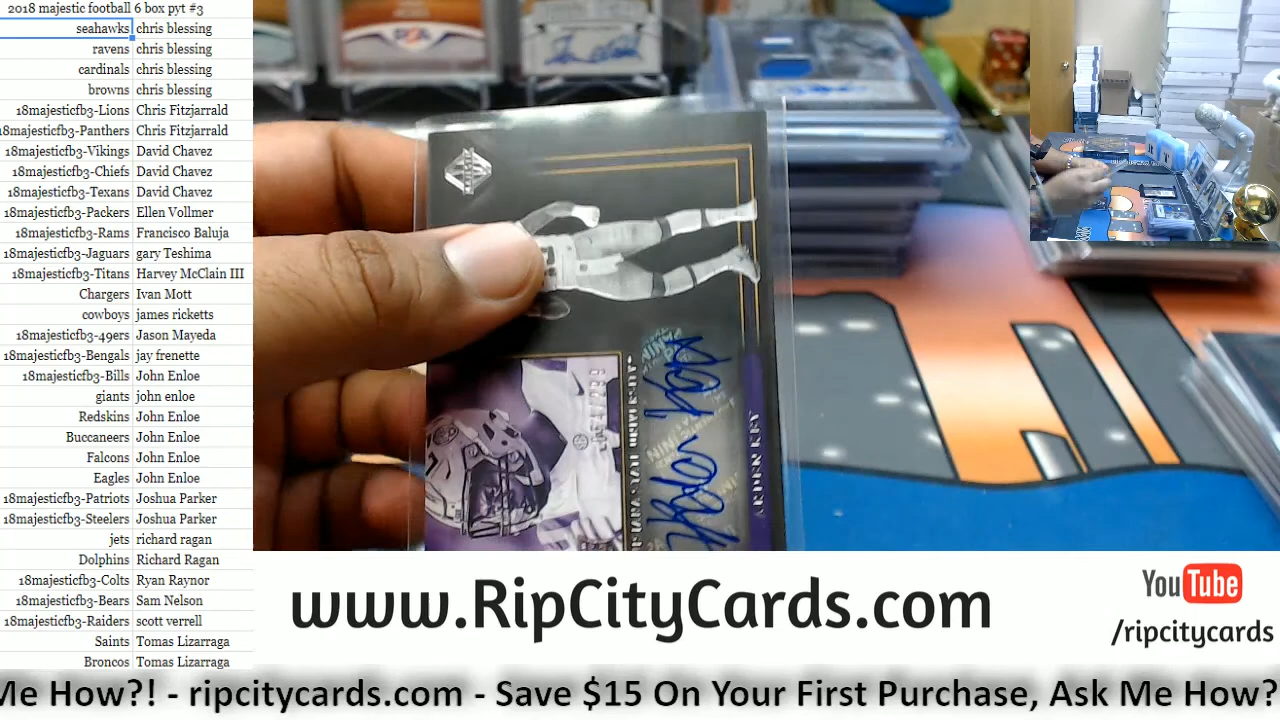 2018 majestic football 6 box pyt #3
seahawks chris blessing
ravens chris blessing
cardinals chris blessing
browns chris blessing
18majesticfb3-Lions Chris Fitzjarrald
18majesticfb3-Panthers Chris Fitzjarrald
18majesticfb3-Vikings David Chavez
18majesticfb3-Chiefs David Chavez
18majesticfb3-Texans David Chavez
18majesticfb3-Packers Ellen Vollmer
18majesticfb3-Rams Francisco Baluja
18majesticfb3-Jaguars gary Teshima
18majesticfb3-Titans Harvey McClain III
Chargers Ivan Mott
cowboys james ricketts
18majesticfb3-49ers Jason Mayeda
18majesticfb3-Bengals jay frenette
18majesticfb3-Bills John Enloe
giants john enloe
Redskins John Enloe
Buccaneers John Enloe
Falcons John Enloe
Eagles John Enloe
18majesticfb3-Patriots Joshua Parker
18majesticfb3-Steelers Joshua Parker
jets richard ragan
Dolphins Richard Ragan
18majesticfb3-Colts Ryan Raynor
18majesticfb3-Bears Sam Nelson
18majesticfb3-Raiders scott verrell
Saints Tomas Lizarraga
Broncos Tomas Lizarraga
ARDEN KEY
www.RipCityCards.com
YouTube
/ripcitycards
Me How?! - ripcitycards.com - Save $15 On Your First Purchase, Ask Me How?